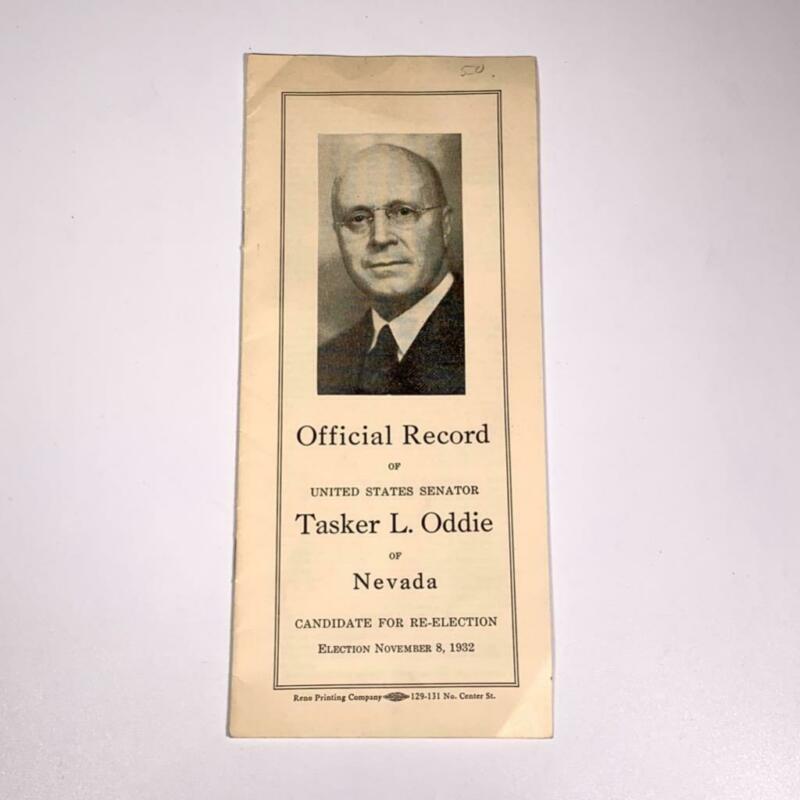 50.
Official Record
OF
UNITED STATES SENATOR
Tasker L. Oddie
OF
Nevada
CANDIDATE FOR RE-ELECTION
ELECTION NOVEMBER 8, 1932
Reno Printing Company 129-131 No. Center St.